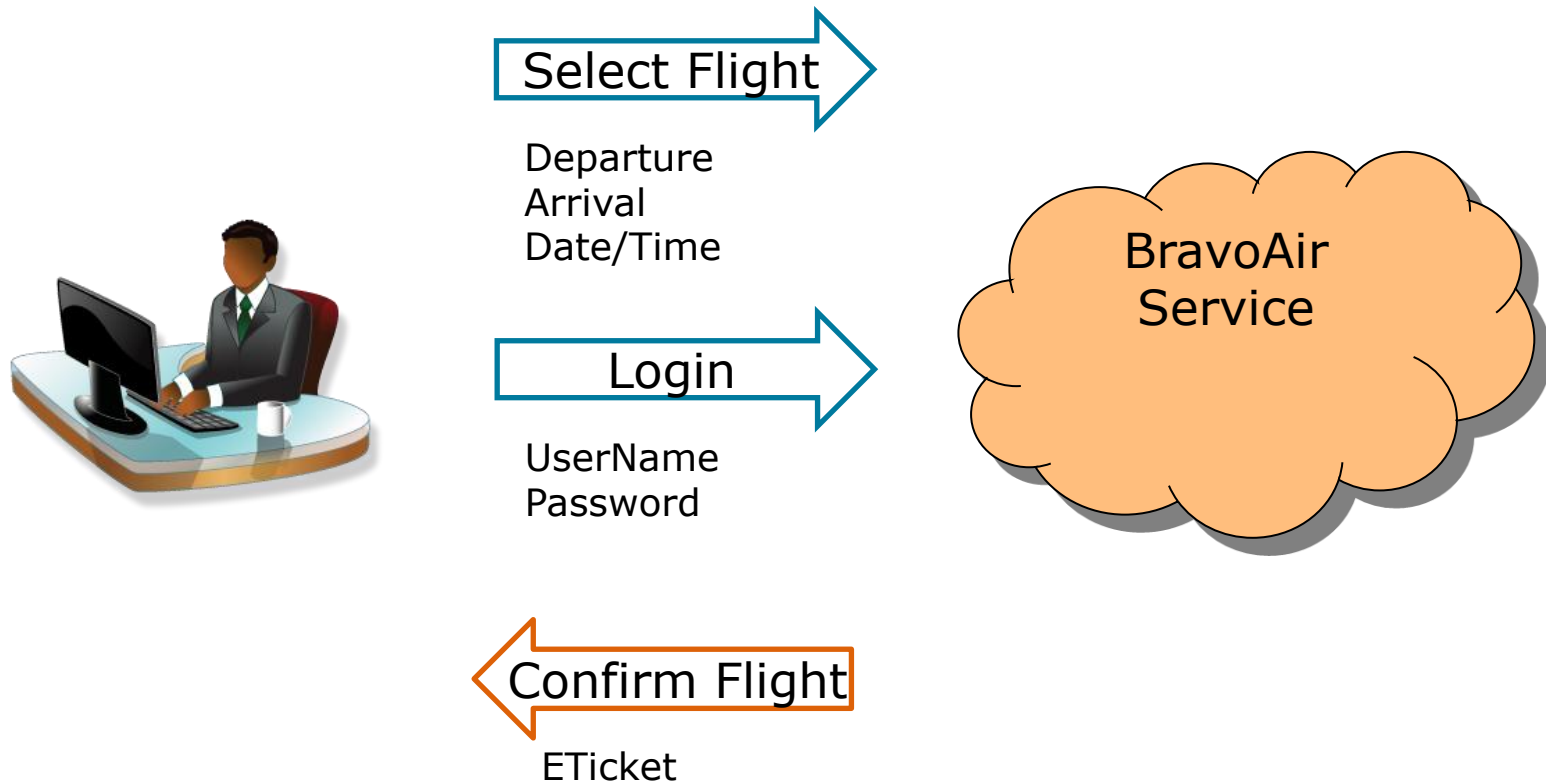 Select Flight
Departure
Arrival
Date/Time
BravoAir
Service
Login
UserName
Password
Confirm Flight
ETicket